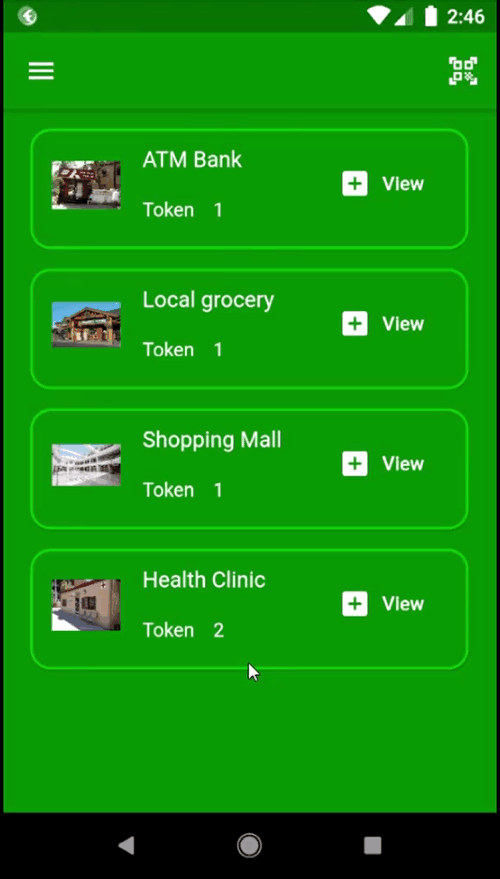 2:46
ATM Bank
Token 1
View
Local grocery
Token 1
View
Shopping Mall
Token 1
View
Health Clinic
Token 2
View